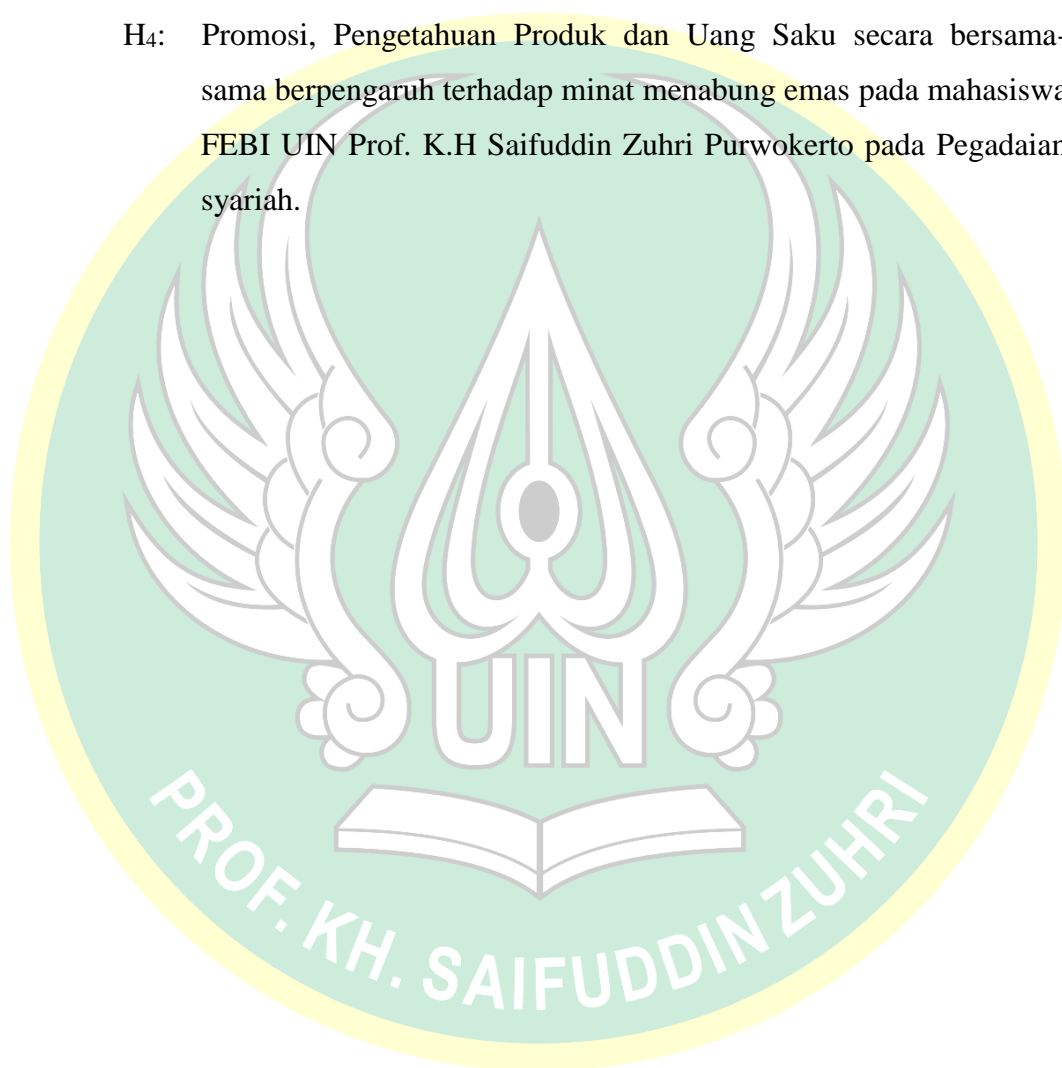 H4: Promosi, Pengetahuan Produk dan Uang Saku secara bersama-
sama berpengaruh terhadap minat menabung emas pada mahasiswa
FEBI UIN Prof. K.H Saifuddin Zuhri Purwokerto pada Pegadaian
syariah.
UIN
PROF. KH. SAIFUDDIN ZUHRI